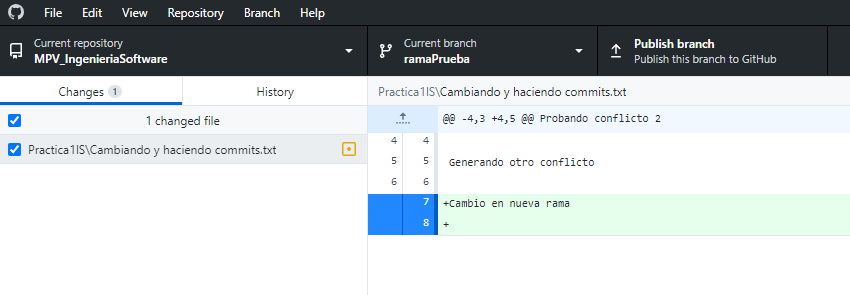 File Edit View Repository Branch Help
Current repository
MPV_IngenieriaSoftware
Current branch
ramaPrueba
Publish branch
Publish this branch to GitHub
Changes 1 History
1 changed file
Practica1IS\Cambiando y haciendo commits.txt
Practica1IS\Cambiando y haciendo commits.txt
@@ -4,3 +4,5 @@ Probando conflicto 2
4 4
5 5 Generando otro conflicto
6 6
7 +Cambio en nueva rama
8 +